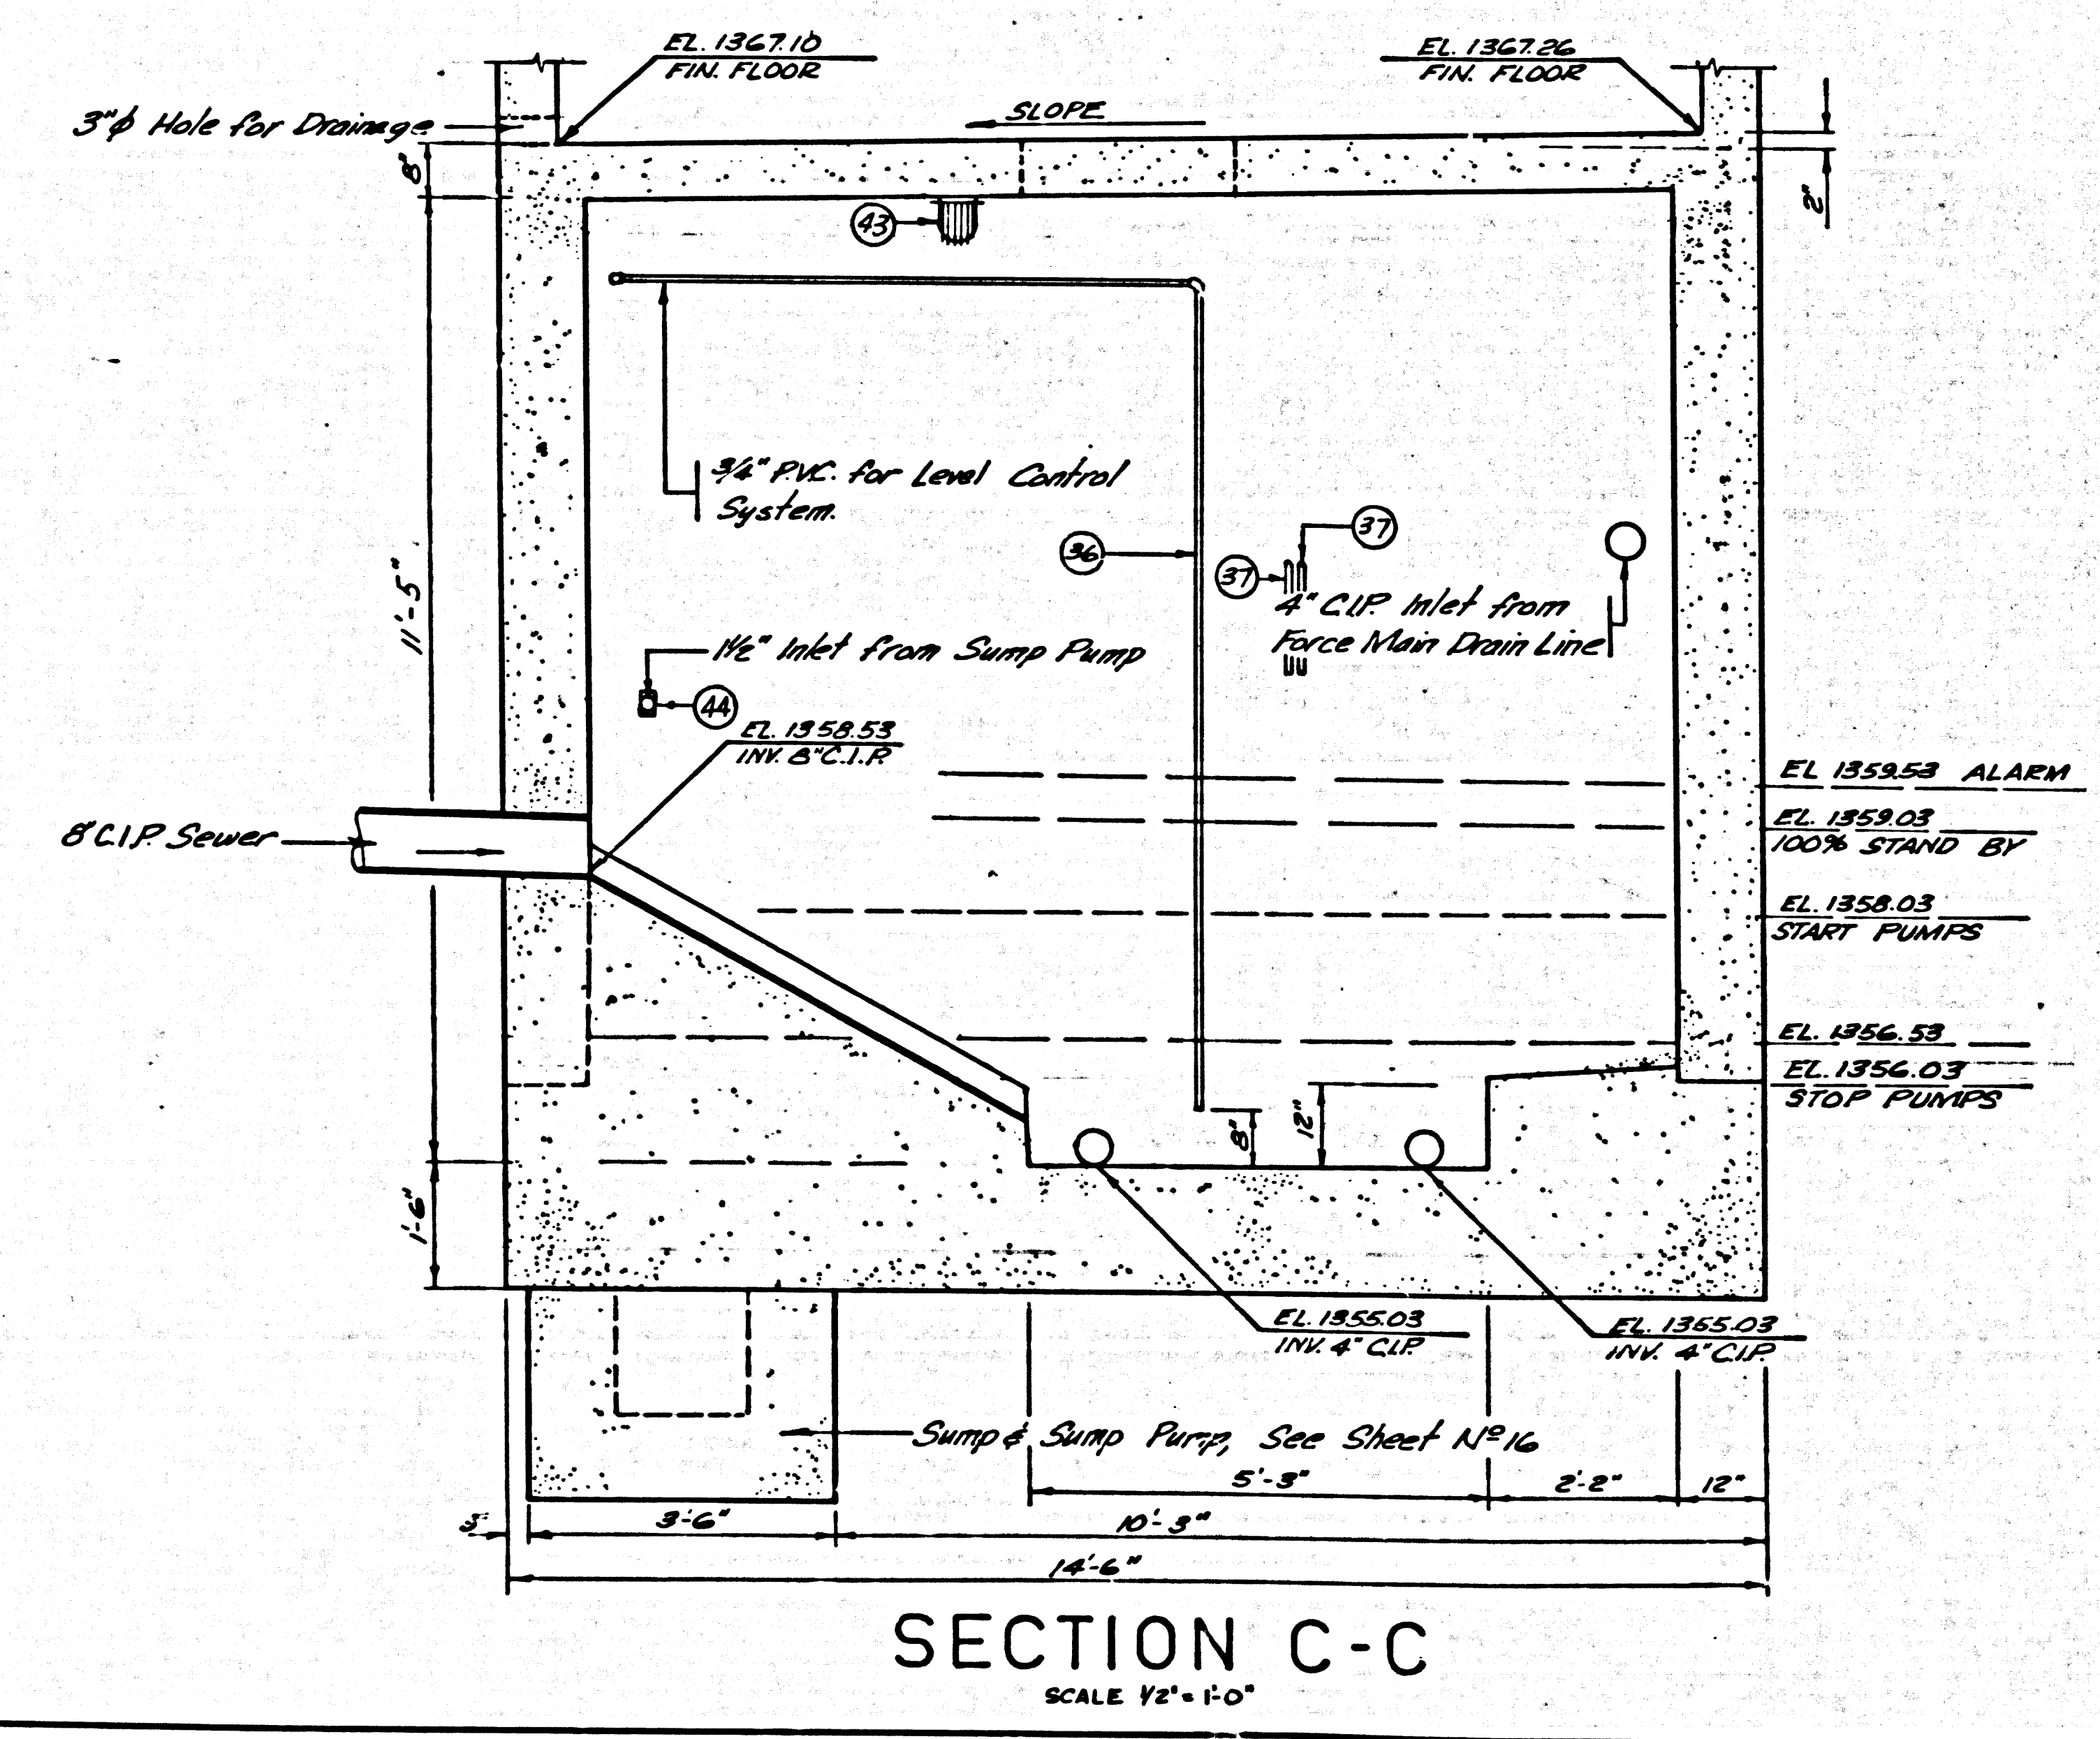 EL. 1367.10
FIN. FLOOR
EL. 1367.26
FIN. FLOOR
3"φ Hole for Drainage
SLOPE
8"
2"
43
3/4" P.V.C. for Level Control
System.
11'-5"
36
37
37
4" C.I.P. Inlet from
Force Main Drain Line
1½" Inlet from Sump Pump
44
EL. 1358.53
INV. 8" C.I.P.
8" C.I.P. Sewer
EL 1359.53 ALARM
EL. 1359.03
100% STAND BY
EL. 1358.03
START PUMPS
EL. 1356.53
EL. 1356.03
STOP PUMPS
8"
12"
1'-6"
EL. 1355.03
INV. 4" C.I.P.
EL. 1355.03
INV. 4" C.I.P.
Sump & Sump Pump, See Sheet Nº 16
5'-3"
2'-2"
12"
3'-6"
10'-3"
14'-6"
SECTION C-C
SCALE 1/2" = 1'-0"